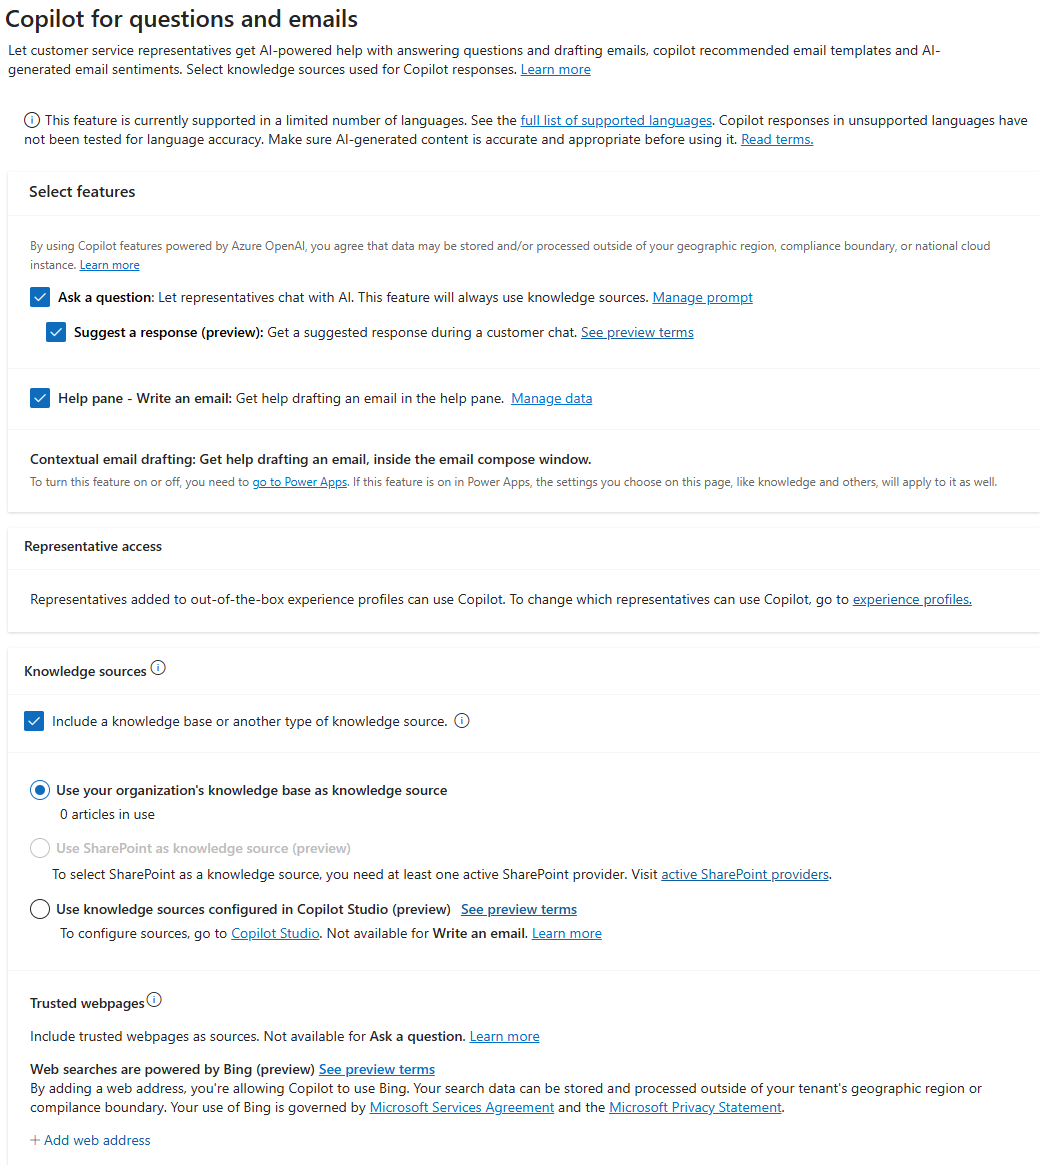 Copilot for questions and emails
Let customer service representatives get AI-powered help with answering questions and drafting emails, copilot recommended email templates and AI-
generated email sentiments. Select knowledge sources used for Copilot responses. Learn more
This feature is currently supported in a limited number of languages. See the full list of supported languages. Copilot responses in unsupported languages have
not been tested for language accuracy. Make sure AI-generated content is accurate and appropriate before using it. Read terms.
Select features
By using Copilot features powered by Azure OpenAI, you agree that data may be stored and/or processed outside of your geographic region, compliance boundary, or national cloud
instance. Learn more
Ask a question: Let representatives chat with AI. This feature will always use knowledge sources. Manage prompt
Suggest a response (preview): Get a suggested response during a customer chat. See preview terms
Help pane - Write an email: Get help drafting an email in the help pane. Manage data
Contextual email drafting: Get help drafting an email, inside the email compose window.
To turn this feature on or off, you need to go to Power Apps. If this feature is on in Power Apps, the settings you choose on this page, like knowledge and others, will apply to it as well.
Representative access
Representatives added to out-of-the-box experience profiles can use Copilot. To change which representatives can use Copilot, go to experience profiles.
Knowledge sources
Include a knowledge base or another type of knowledge source.
Use your organization's knowledge base as knowledge source
0 articles in use
Use SharePoint as knowledge source (preview)
To select SharePoint as a knowledge source, you need at least one active SharePoint provider. Visit active SharePoint providers.
Use knowledge sources configured in Copilot Studio (preview) See preview terms
To configure sources, go to Copilot Studio. Not available for Write an email. Learn more
Trusted webpages
Include trusted webpages as sources. Not available for Ask a question. Learn more
Web searches are powered by Bing (preview) See preview terms
By adding a web address, you're allowing Copilot to use Bing. Your search data can be stored and processed outside of your tenant's geographic region or
compilance boundary. Your use of Bing is governed by Microsoft Services Agreement and the Microsoft Privacy Statement.
+ Add web address